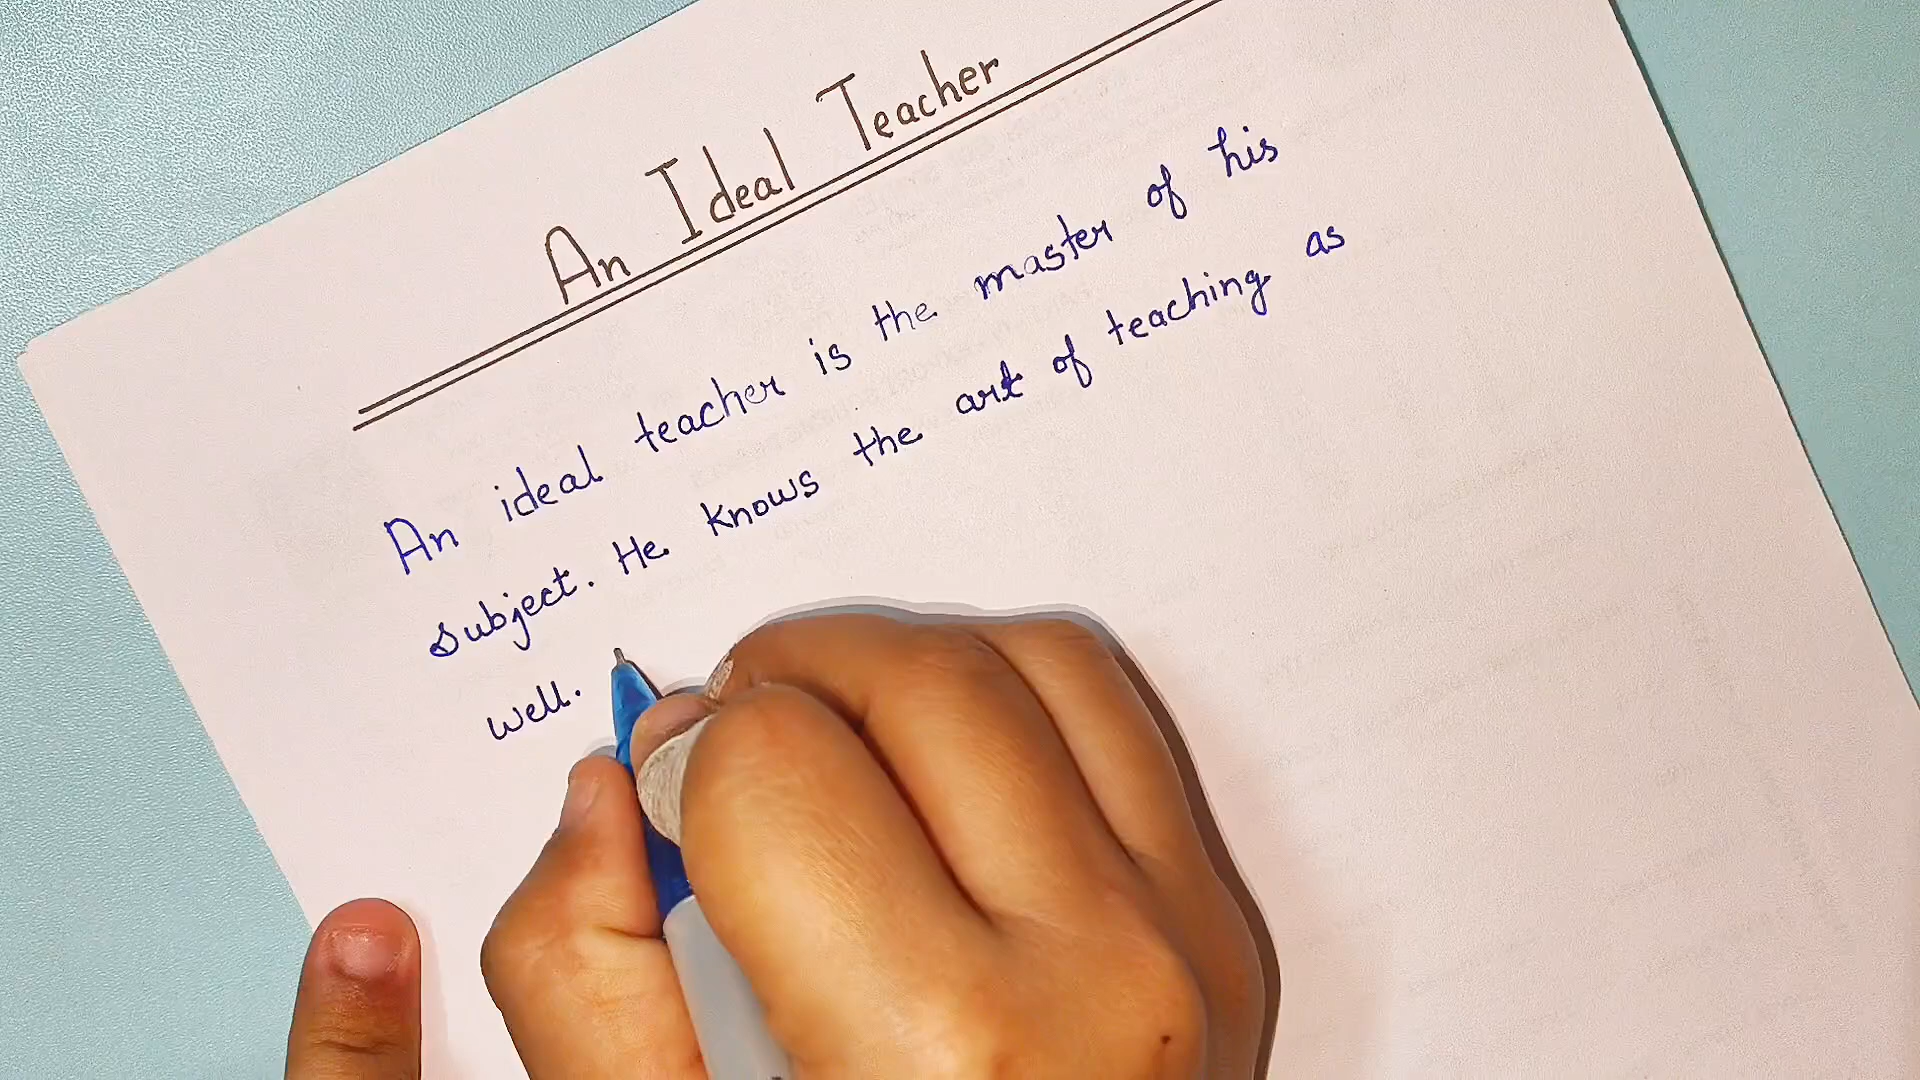 An Ideal Teacher
An ideal teacher is the master of his
subject. He knows the art of teaching as
well.